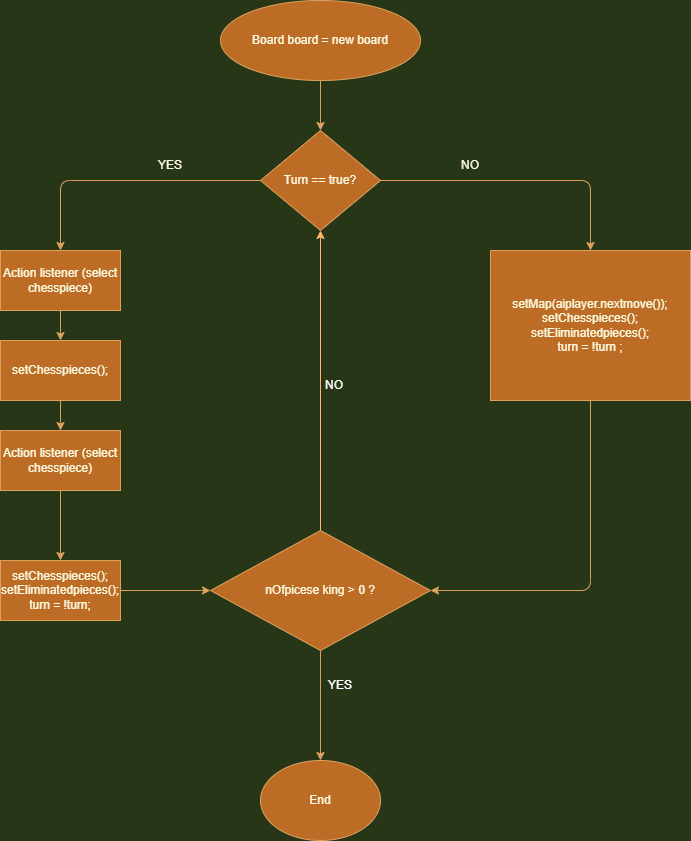 Board board = new board
Turn == true?
YES
NO
Action listener (select
chesspiece)
setChesspieces();
Action listener (select
chesspiece)
setChesspieces();
setEliminatedpieces();
turn = !turn;
setMap(aiplayer.nextmove());
setChesspieces();
setEliminatedpieces();
turn = !turn ;
NO
nOfpicese king > 0 ?
YES
End